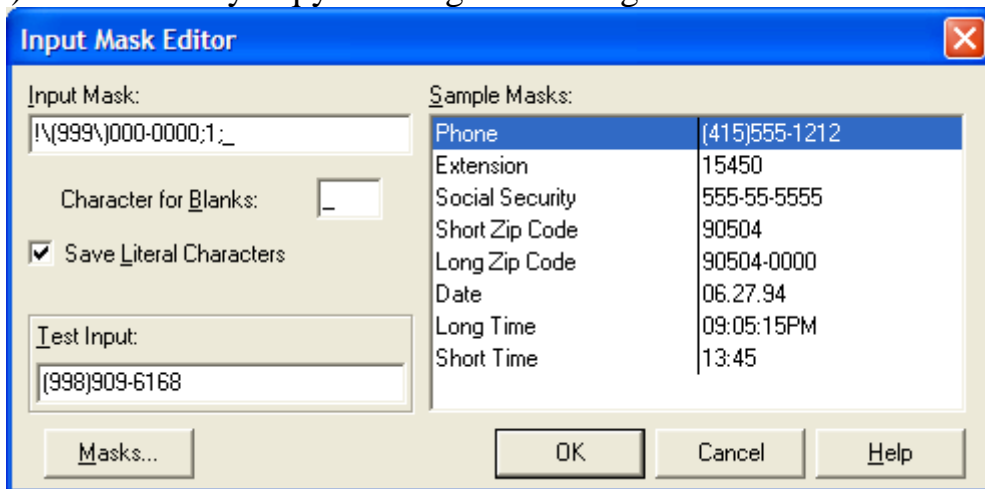 Input Mask Editor
Input Mask:
!\(999\)000-0000;1;_
Character for Blanks:
_
Save Literal Characters
Test Input:
(998)909-6168
Masks...
Sample Masks:
Phone (415)555-1212
Extension 15450
Social Security 555-55-5555
Short Zip Code 90504
Long Zip Code 90504-0000
Date 06.27.94
Long Time 09:05:15PM
Short Time 13:45
OK
Cancel
Help